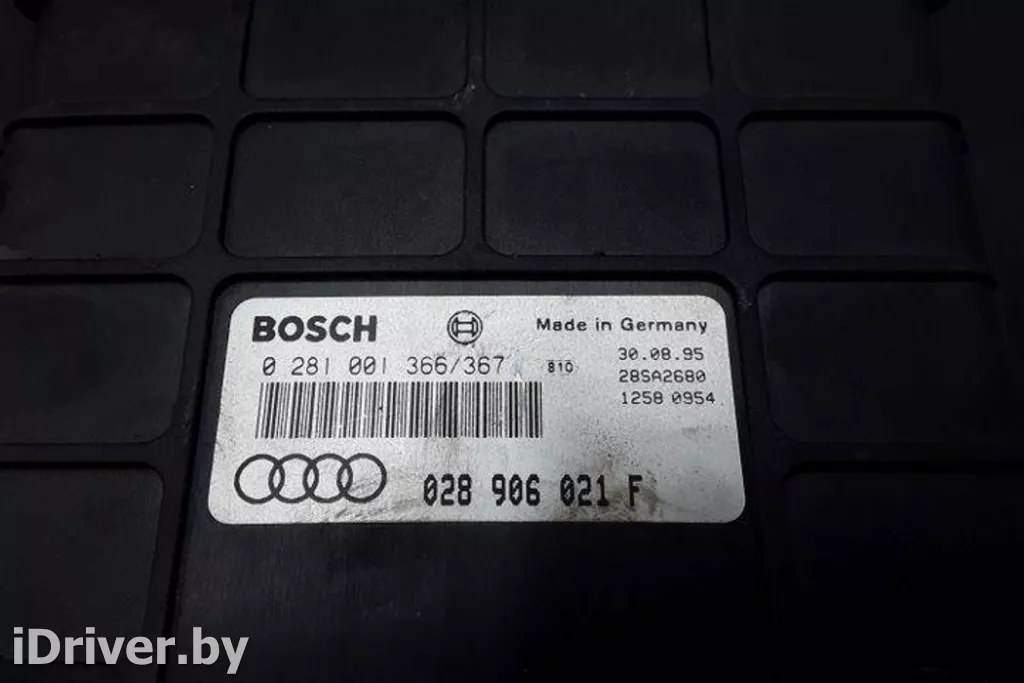 BOSCH
Made in Germany
0 281 001 366/367
810
30.08.95
28SA2680
1258 0954
028 906 021 F
iDriver.by